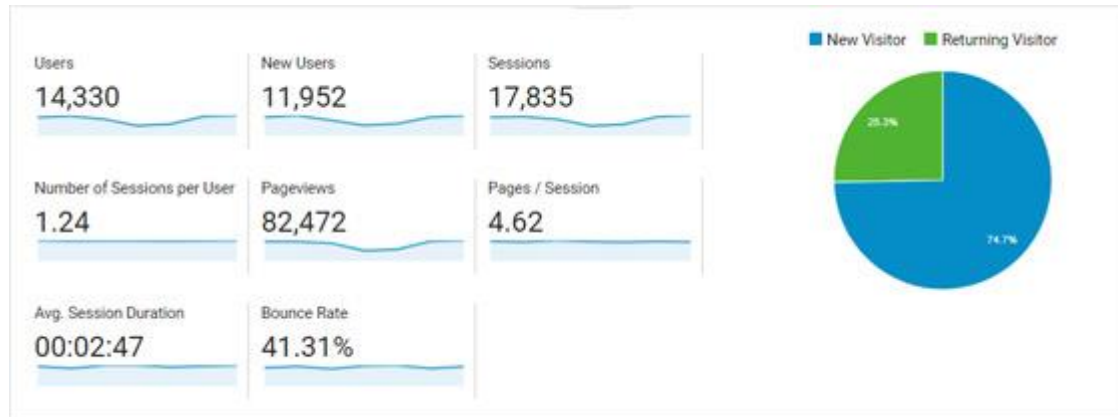 New Visitor Returning Visitor
Users New Users Sessions
14,330 11,952 17,835
25.3%
Number of Sessions per User Pageviews Pages / Session
1.24 82,472 4.62
74.7%
Avg. Session Duration Bounce Rate
00:02:47 41.31%